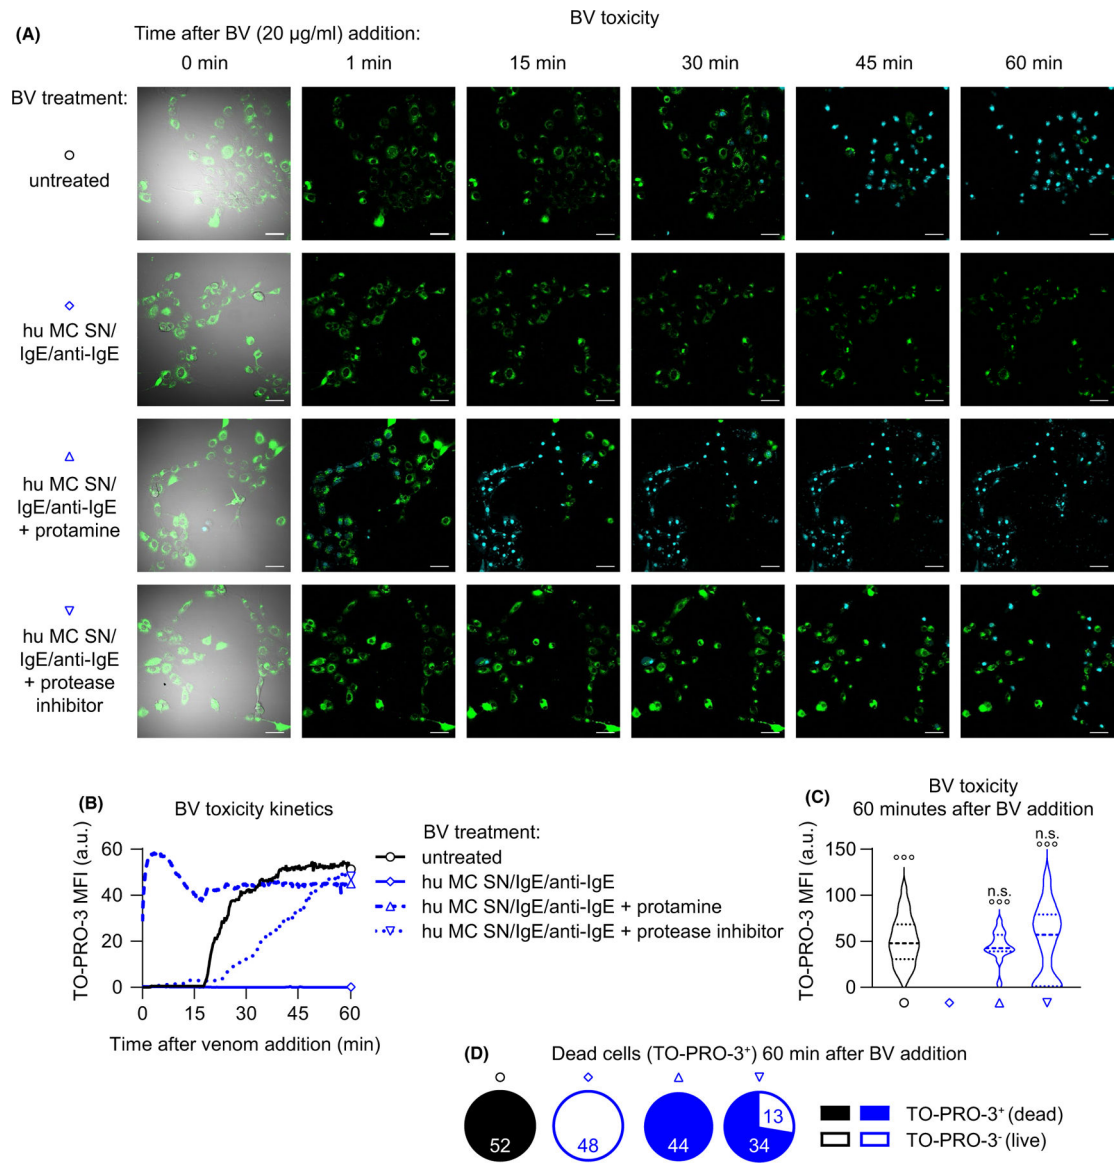 (A)
BV toxicity
Time after BV (20 µg/ml) addition:
0 min 1 min 15 min 30 min 45 min 60 min
BV treatment:
untreated
hu MC SN/
IgE/anti-IgE
hu MC SN/
IgE/anti-IgE
+ protamine
hu MC SN/
IgE/anti-IgE
+ protease
inhibitor
(B)
BV toxicity kinetics
TO-PRO-3 MFI (a.u.)
60
40
20
0
0 15 30 45 60
Time after venom addition (min)
BV treatment:
untreated
hu MC SN/IgE/anti-IgE
hu MC SN/IgE/anti-IgE + protamine
hu MC SN/IgE/anti-IgE + protease inhibitor
(C)
BV toxicity
60 minutes after BV addition
TO-PRO-3 MFI (a.u.)
150
100
50
0
n.s.
n.s.
(D)
Dead cells (TO-PRO-3⁺) 60 min after BV addition
52 48 44 13 34
TO-PRO-3⁺ (dead)
TO-PRO-3⁻ (live)